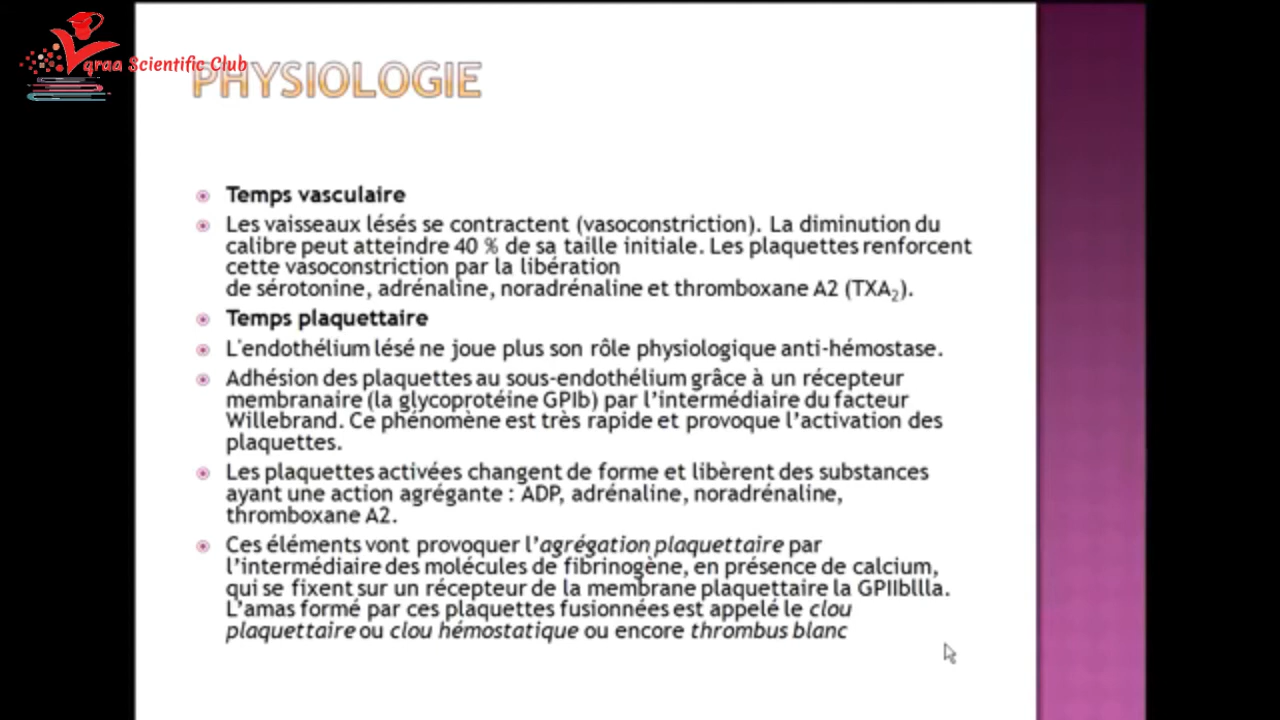 qraa Scientific Club
PHYSIOLOGIE
Temps vasculaire
Les vaisseaux lésés se contractent (vasoconstriction). La diminution du
calibre peut atteindre 40 % de sa taille initiale. Les plaquettes renforcent
cette vasoconstriction par la libération
de sérotonine, adrénaline, noradrénaline et thromboxane A2 (TXA₂).
Temps plaquettaire
L'endothélium lésé ne joue plus son rôle physiologique anti-hémostase.
Adhésion des plaquettes au sous-endothélium grâce à un récepteur
membranaire (la glycoprotéine GPIb) par l’intermédiaire du facteur
Willebrand. Ce phénomène est très rapide et provoque l’activation des
plaquettes.
Les plaquettes activées changent de forme et libèrent des substances
ayant une action agrégante : ADP, adrénaline, noradrénaline,
thromboxane A2.
Ces éléments vont provoquer l’agrégation plaquettaire par
l’intermédiaire des molécules de fibrinogène, en présence de calcium,
qui se fixent sur un récepteur de la membrane plaquettaire la GPIIbIIIa.
L’amas formé par ces plaquettes fusionnées est appelé le clou
plaquettaire ou clou hémostatique ou encore thrombus blanc